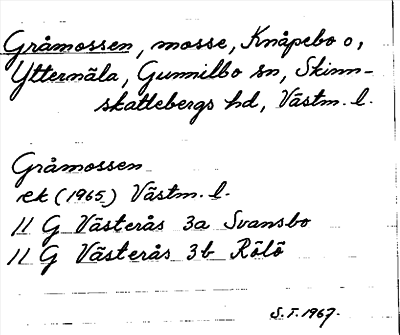 Gråmossen, mosse, Knåpebo o,
Yttermåla, Gunnilbo sn, Skinn-
skattebergs hd, Västm. l.
Gråmossen
ek (1965) Västm. l.
11 G Västerås 3a Svansbo
11 G Västerås 3b Rölö
S.T. 1967.